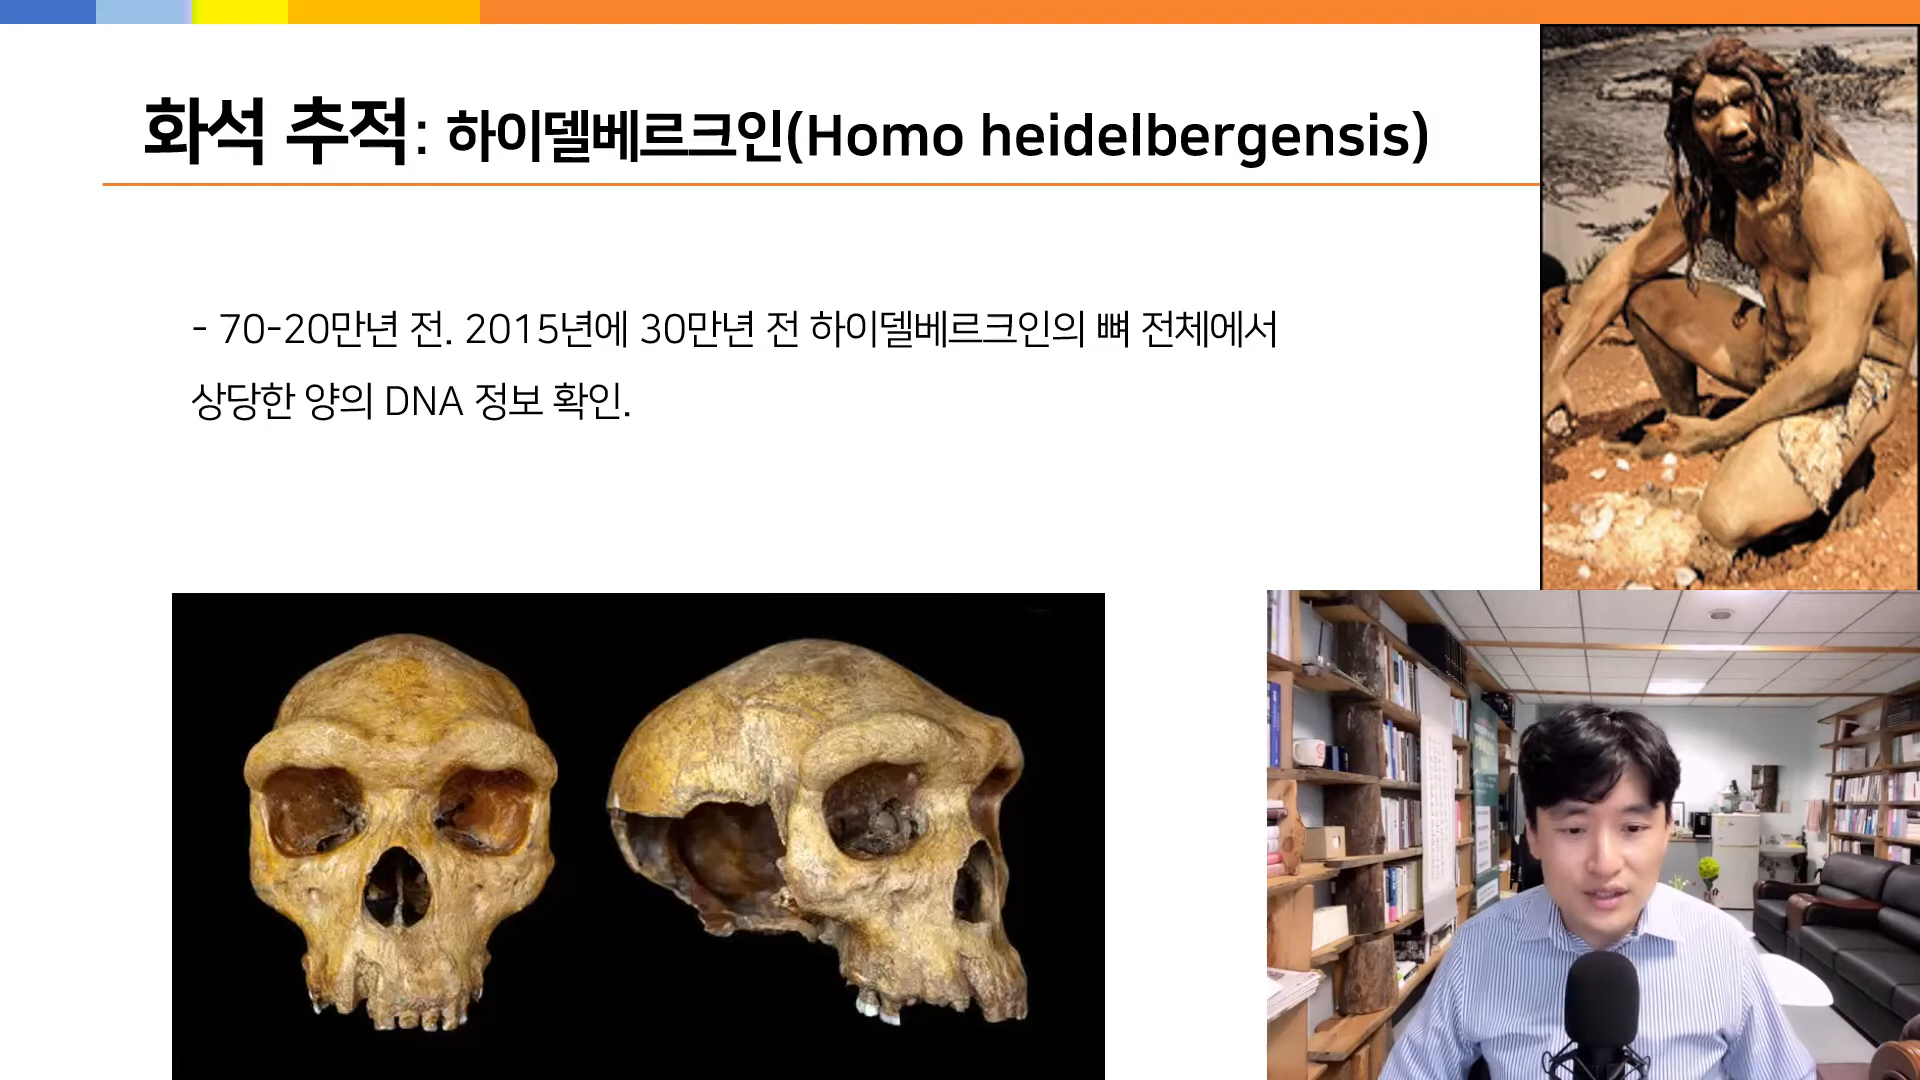 화석 추적: 하이델베르크인(Homo heidelbergensis)
- 70-20만년 전. 2015년에 30만년 전 하이델베르크인의 뼈 전체에서
상당한 양의 DNA 정보 확인.